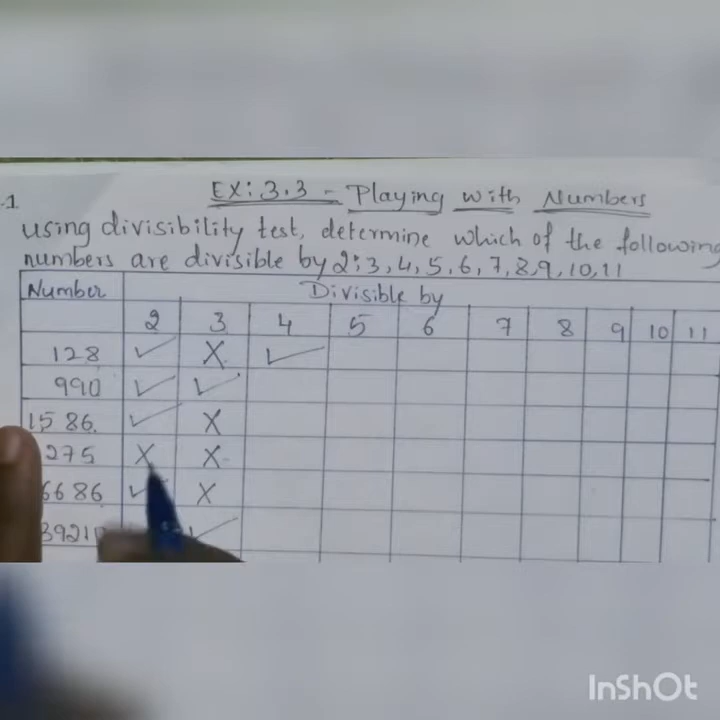 -1.
EX: 3.3 - Playing with Numbers
using divisibility test, determine which of the following
numbers are divisible by 2; 3, 4, 5, 6, 7, 8, 9, 10, 11
Number Divisible by
2 3 4 5 6 7 8 9 10 11
128 ✓ X ✓
990 ✓ ✓
1586 ✓ X
275 X X
6686 ✓ X
✓
InShOt